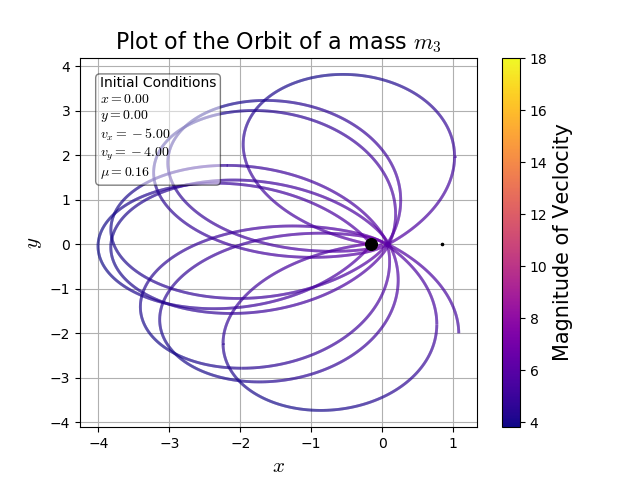 Plot of the Orbit of a mass m₃
Initial Conditions
x = 0.00
y = 0.00
vₓ = −5.00
v_y = −4.00
μ = 0.16
4
3
2
1
0
−1
−2
−3
−4
y
−4
−3
−2
−1
0
1
x
18
16
14
12
10
8
6
4
Magnitude of Veclocity